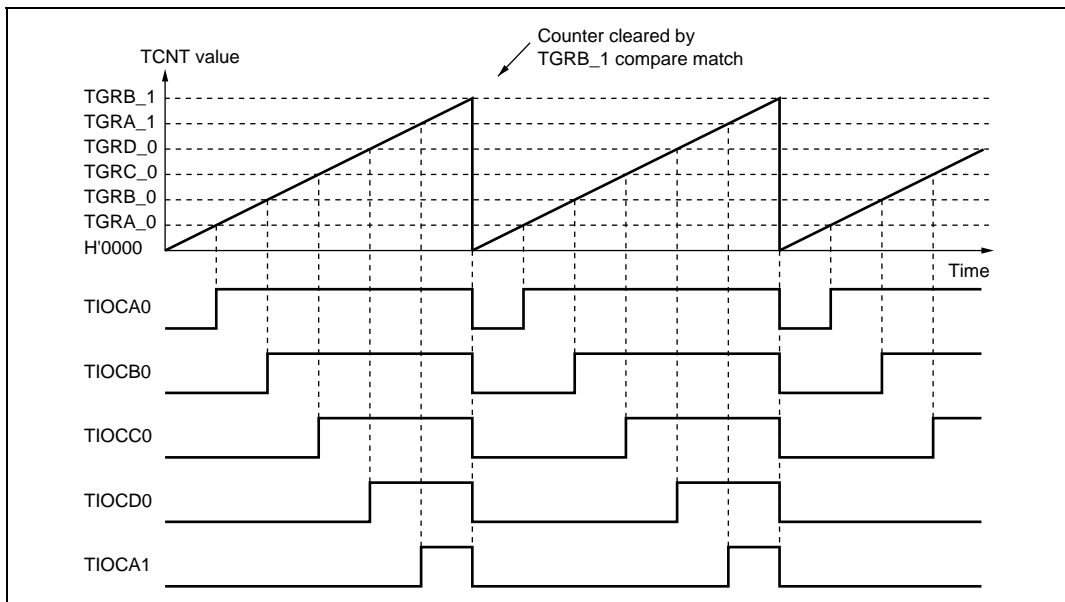 Counter cleared by
TGRB_1 compare match
TCNT value
TGRB_1
TGRA_1
TGRD_0
TGRC_0
TGRB_0
TGRA_0
H'0000
Time
TIOCA0
TIOCB0
TIOCC0
TIOCD0
TIOCA1